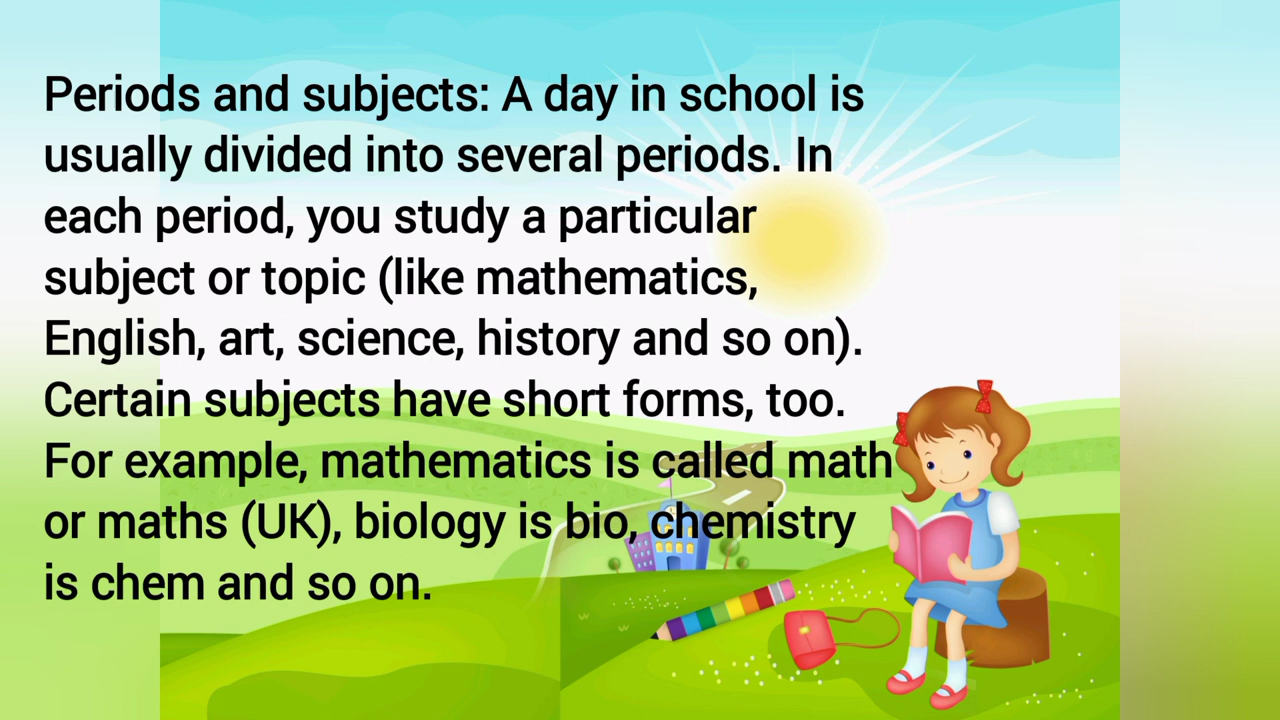 Periods and subjects: A day in school is
usually divided into several periods. In
each period, you study a particular
subject or topic (like mathematics,
English, art, science, history and so on).
Certain subjects have short forms, too.
For example, mathematics is called math
or maths (UK), biology is bio, chemistry
is chem and so on.